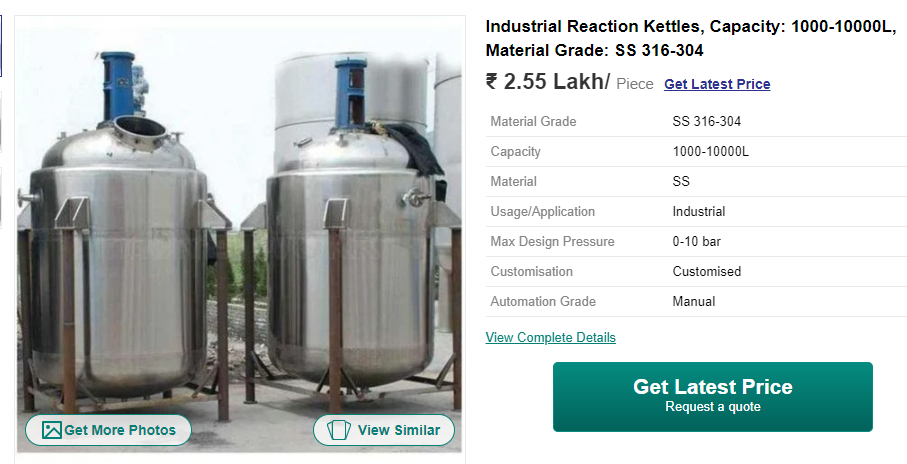 Industrial Reaction Kettles, Capacity: 1000-10000L,
Material Grade: SS 316-304
₹ 2.55 Lakh/ Piece Get Latest Price
Material Grade SS 316-304
Capacity 1000-10000L
Material SS
Usage/Application Industrial
Max Design Pressure 0-10 bar
Customisation Customised
Automation Grade Manual
View Complete Details
Get Latest Price
Request a quote
Get More Photos
View Similar